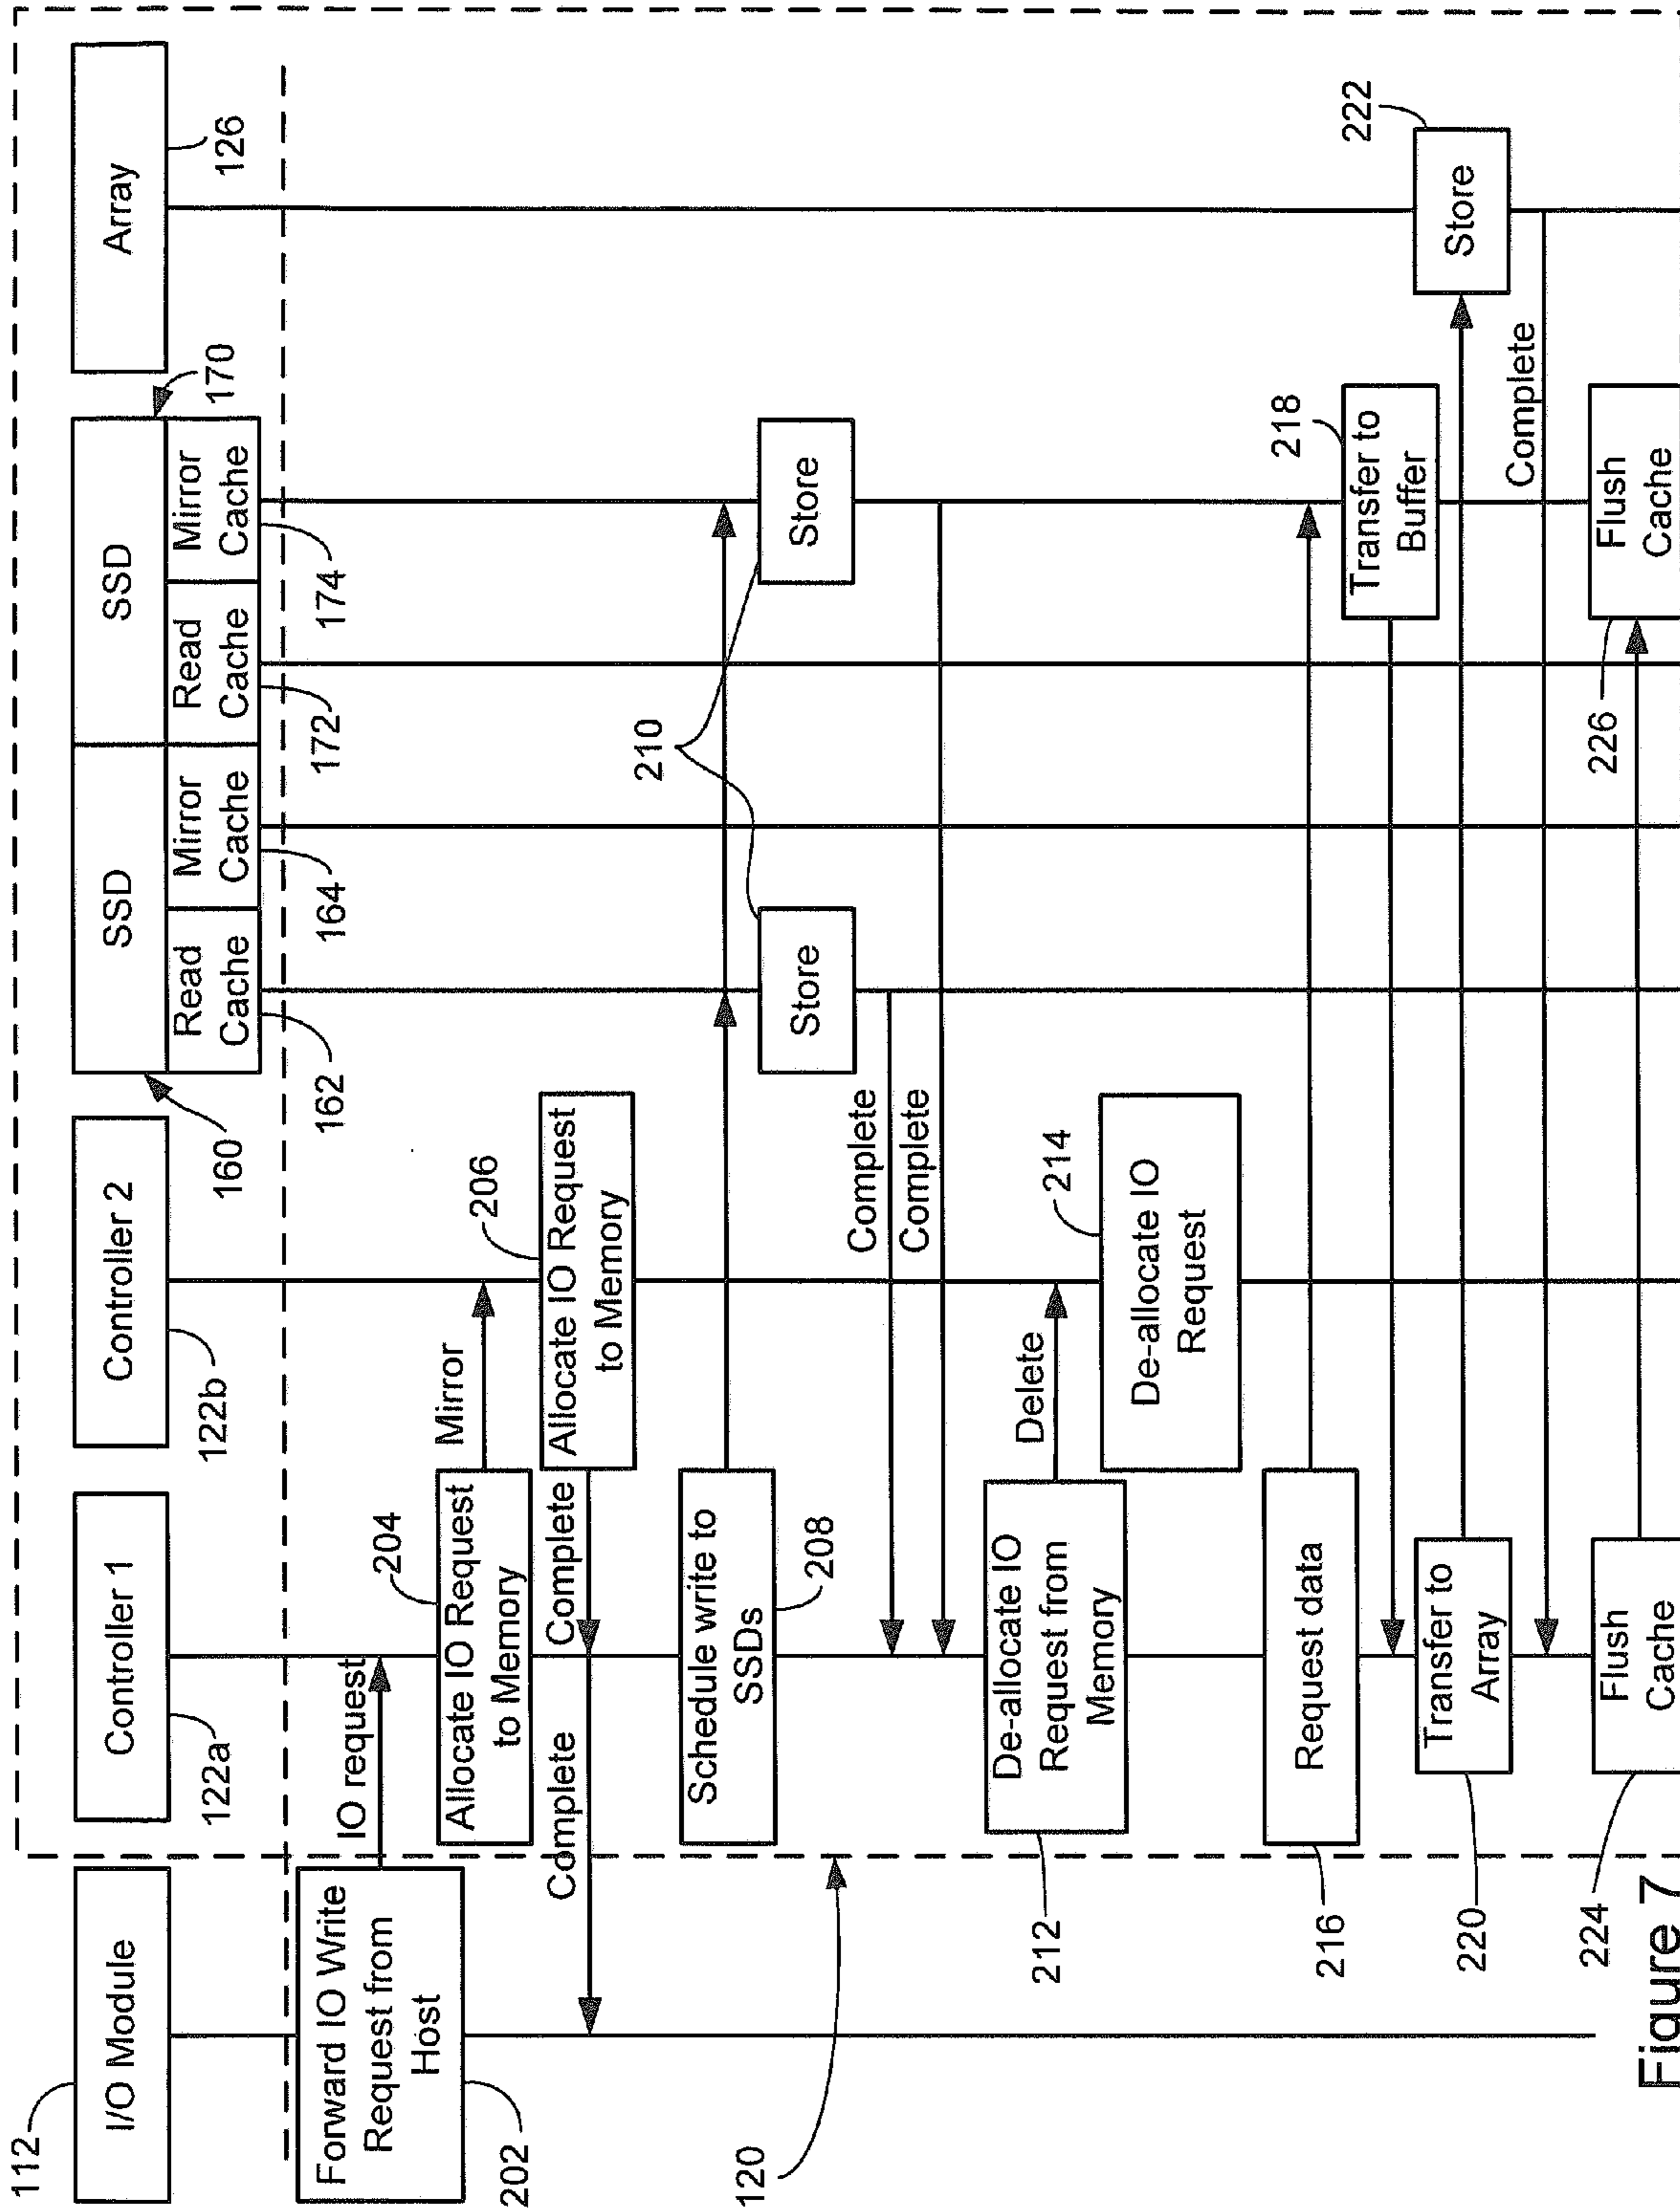 112
I/O Module
Controller 1
122a
Controller 2
122b
160
SSD
Read
Cache
162
Mirror
Cache
164
SSD
170
Read
Cache
172
Mirror
Cache
174
Array
126
Forward IO Write
Request from
Host
202
IO request
Allocate IO Request
to Memory
204
Mirror
Allocate IO Request
to Memory
206
Complete
Complete
Schedule write to
SSDs
208
Store
Store
210
120
Complete
Complete
De-allocate IO
Request from
Memory
212
Delete
De-allocate IO
Request
214
Request data
216
Transfer to
Buffer
218
Transfer to
Array
220
Store
222
Complete
Flush
Cache
224
Flush
Cache
226
Figure 7